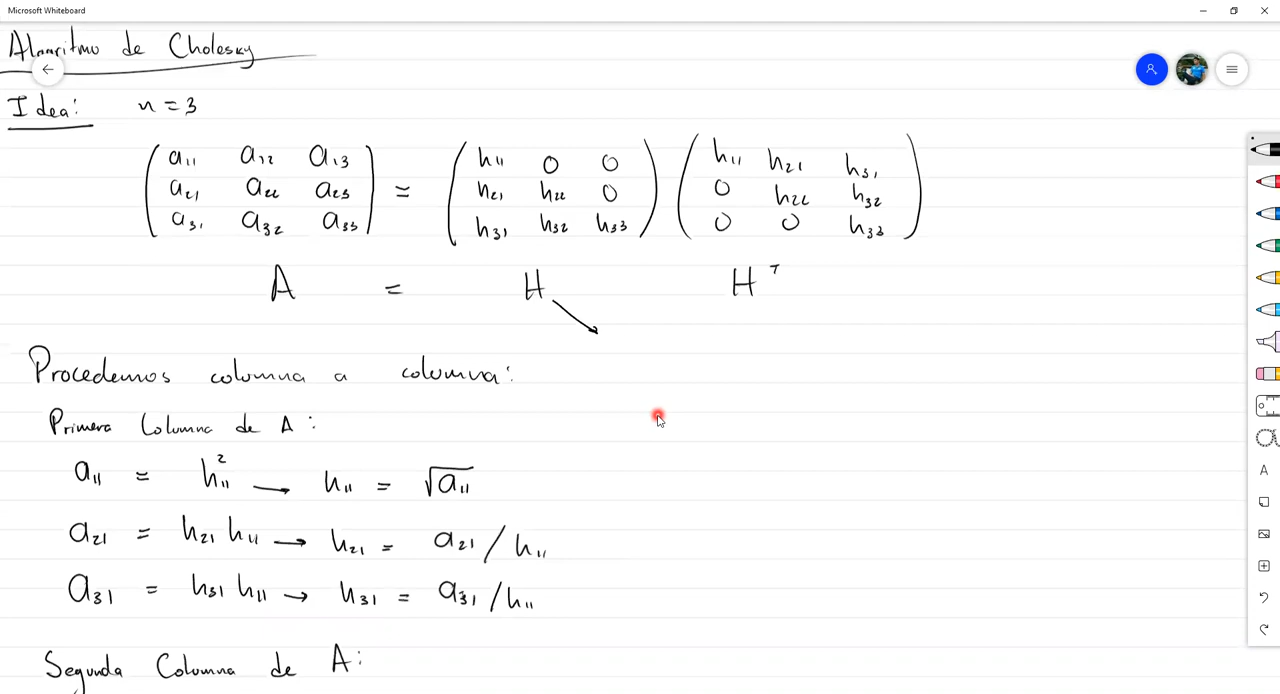 Microsoft Whiteboard
Algoritmo de Cholesky
Idea: n = 3
( a₁₁ a₁₂ a₁₃ ) = ( h₁₁ 0 0 ) ( h₁₁ h₂₁ h₃₁ )
( a₂₁ a₂₂ a₂₃ ) ( h₂₁ h₂₂ 0 ) ( 0 h₂₂ h₃₂ )
( a₃₁ a₃₂ a₃₃ ) ( h₃₁ h₃₂ h₃₃ ) ( 0 0 h₃₃ )
A = H Hᵀ
Procedemos columna a columna:
Primera Columna de A:
a₁₁ = h₁₁² → h₁₁ = √a₁₁
a₂₁ = h₂₁ h₁₁ → h₂₁ = a₂₁ / h₁₁
a₃₁ = h₃₁ h₁₁ → h₃₁ = a₃₁ / h₁₁
Segunda Columna de A: